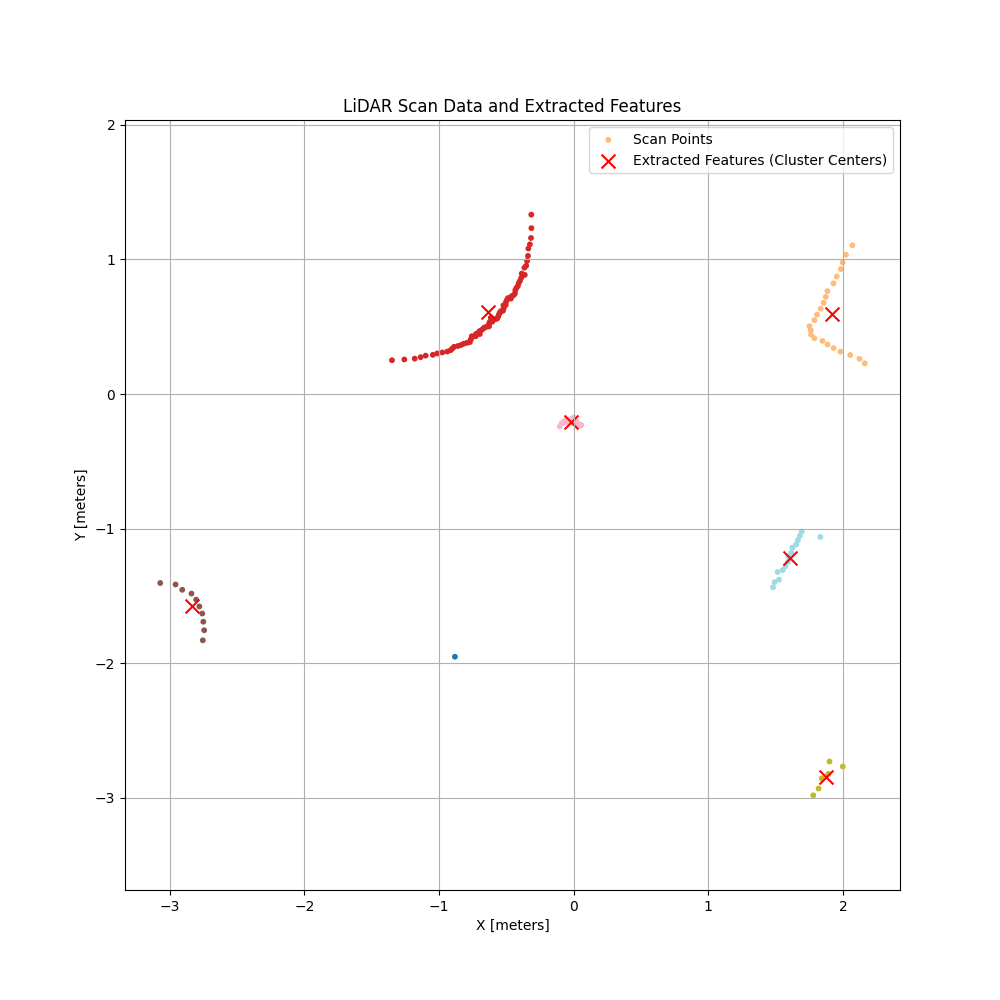 LiDAR Scan Data and Extracted Features
Scan Points
Extracted Features (Cluster Centers)
2
1
0
−1
−2
−3
Y [meters]
−3 −2 −1 0 1 2
X [meters]